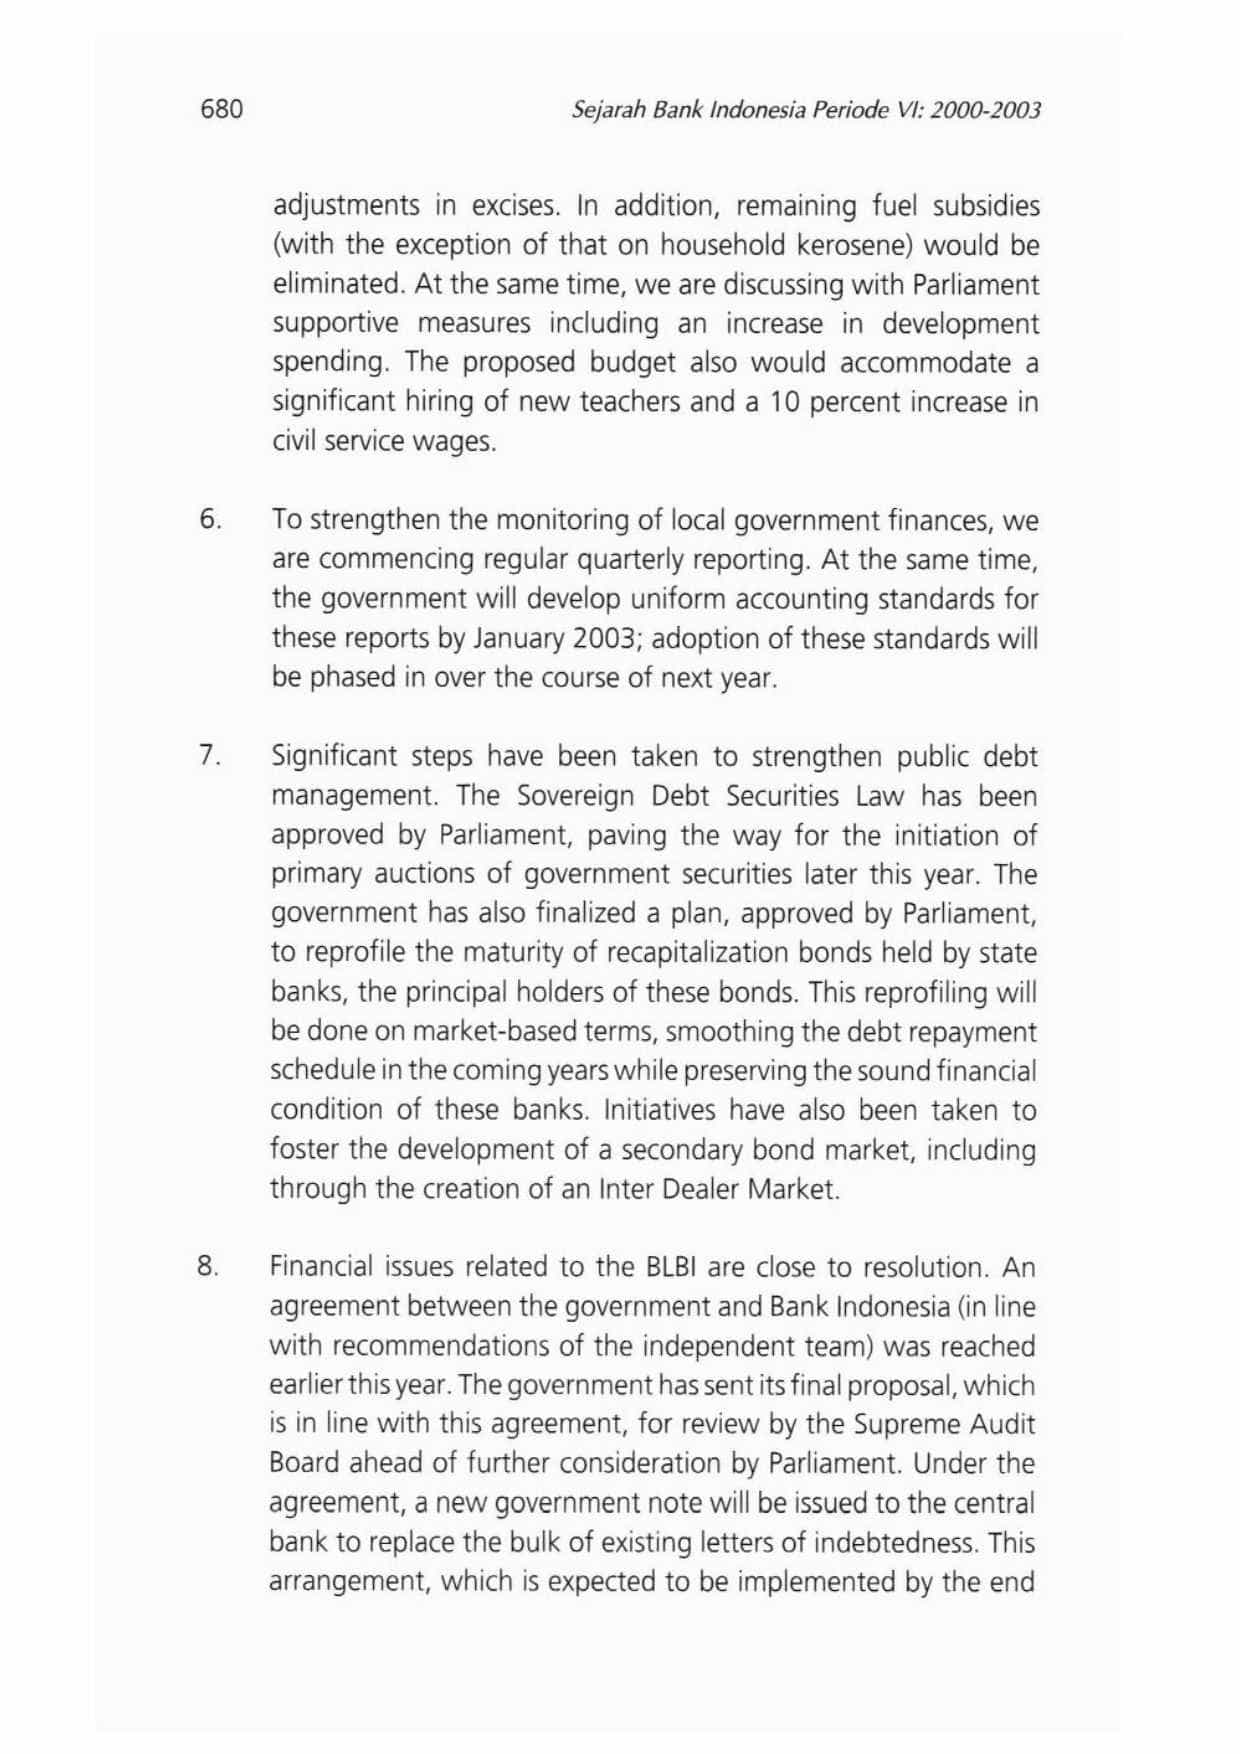 680
Sejarah Bank Indonesia Periode VI: 2000-2003
adjustments in excises. In addition, remaining fuel subsidies
(with the exception of that on household kerosene) would be
eliminated. At the same time, we are discussing with Parliament
supportive measures including an increase in development
spending. The proposed budget also would accommodate a
significant hiring of new teachers and a 10 percent increase in
civil service wages.
6. To strengthen the monitoring of local government finances, we
are commencing regular quarterly reporting. At the same time,
the government will develop uniform accounting standards for
these reports by January 2003; adoption of these standards will
be phased in over the course of next year.
7. Significant steps have been taken to strengthen public debt
management. The Sovereign Debt Securities Law has been
approved by Parliament, paving the way for the initiation of
primary auctions of government securities later this year. The
government has also finalized a plan, approved by Parliament,
to reprofile the maturity of recapitalization bonds held by state
banks, the principal holders of these bonds. This reprofiling will
be done on market-based terms, smoothing the debt repayment
schedule in the coming years while preserving the sound financial
condition of these banks. Initiatives have also been taken to
foster the development of a secondary bond market, including
through the creation of an Inter Dealer Market.
8. Financial issues related to the BLBI are close to resolution. An
agreement between the government and Bank Indonesia (in line
with recommendations of the independent team) was reached
earlier this year. The government has sent its final proposal, which
is in line with this agreement, for review by the Supreme Audit
Board ahead of further consideration by Parliament. Under the
agreement, a new government note will be issued to the central
bank to replace the bulk of existing letters of indebtedness. This
arrangement, which is expected to be implemented by the end